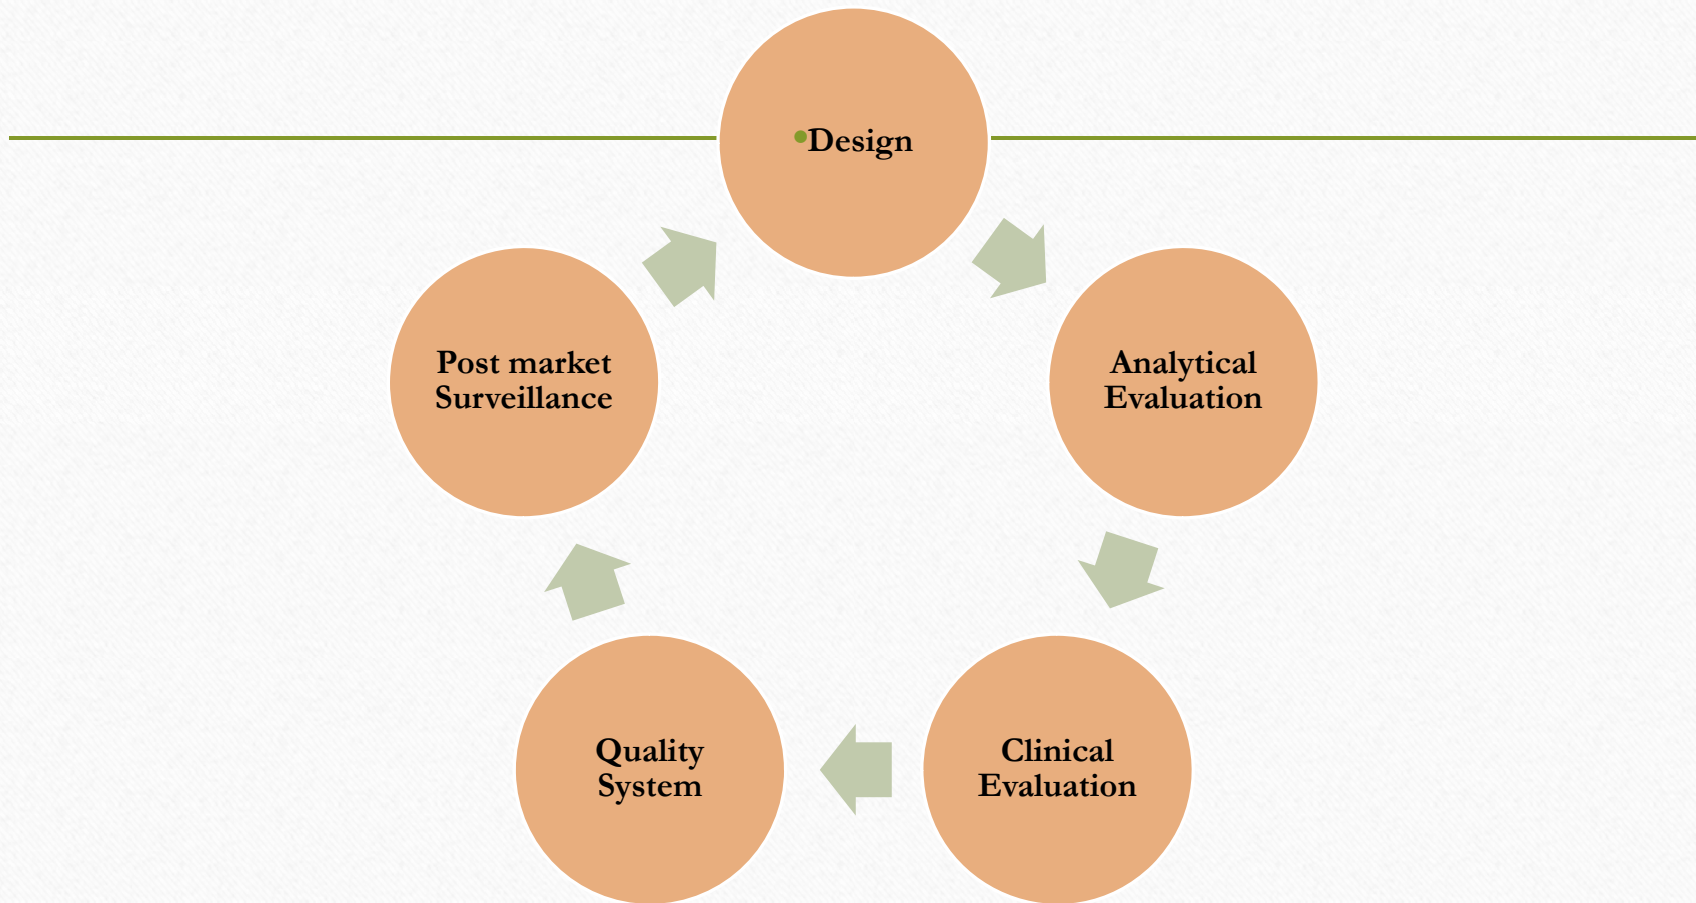 •Design
Analytical
Evaluation
Clinical
Evaluation
Quality
System
Post market
Surveillance